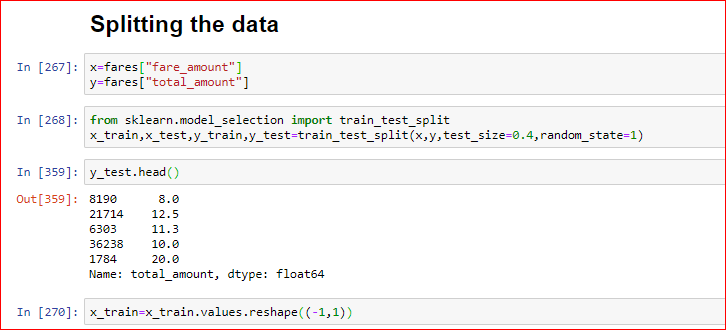 Splitting the data
In [267]: x=fares["fare_amount"]
y=fares["total_amount"]
In [268]: from sklearn.model_selection import train_test_split
x_train,x_test,y_train,y_test=train_test_split(x,y,test_size=0.4,random_state=1)
In [359]: y_test.head()
Out[359]: 8190 8.0
21714 12.5
6303 11.3
36238 10.0
1784 20.0
Name: total_amount, dtype: float64
In [270]: x_train=x_train.values.reshape((-1,1))